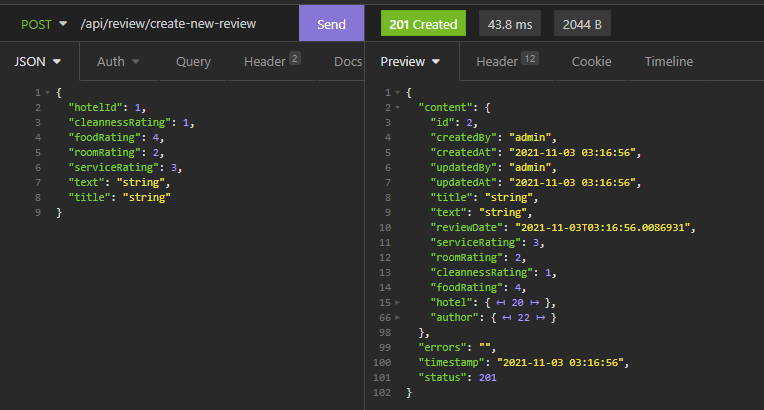 POST /api/review/create-new-review Send 201 Created 43.8 ms 2044 B
JSON Auth Query Header 2 Docs
Preview Header 12 Cookie Timeline
1 {
2 "hotelId": 1,
3 "cleannessRating": 1,
4 "foodRating": 4,
5 "roomRating": 2,
6 "serviceRating": 3,
7 "text": "string",
8 "title": "string"
9 }
1 {
2 "content": {
3 "id": 2,
4 "createdBy": "admin",
5 "createdAt": "2021-11-03 03:16:56",
6 "updatedBy": "admin",
7 "updatedAt": "2021-11-03 03:16:56",
8 "title": "string",
9 "text": "string",
10 "reviewDate": "2021-11-03T03:16:56.0086931",
11 "serviceRating": 3,
12 "roomRating": 2,
13 "cleannessRating": 1,
14 "foodRating": 4,
15 "hotel": { ↤ 20 ↦ },
66 "author": { ↤ 22 ↦ }
98 },
99 "errors": "",
100 "timestamp": "2021-11-03 03:16:56",
101 "status": 201
102 }